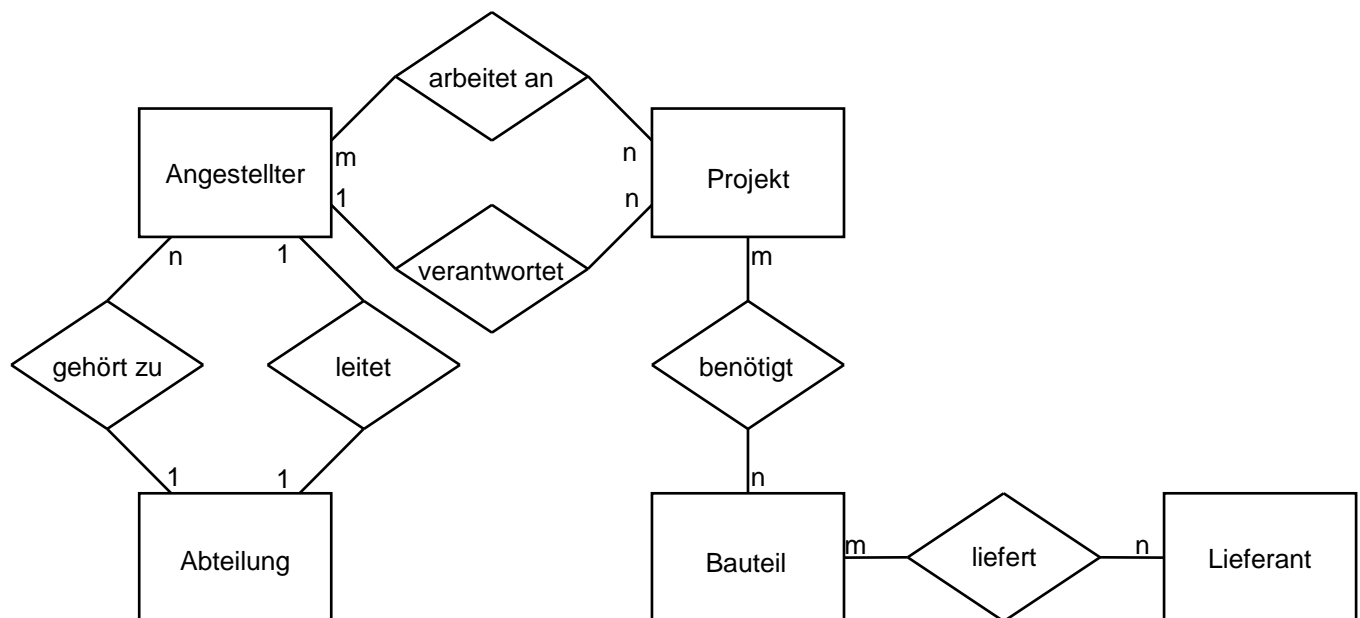 arbeitet an
m
n
Angestellter
Projekt
1
n
n
1
m
verantwortet
gehört zu
leitet
benötigt
1
1
n
m
n
Abteilung
Bauteil
liefert
Lieferant